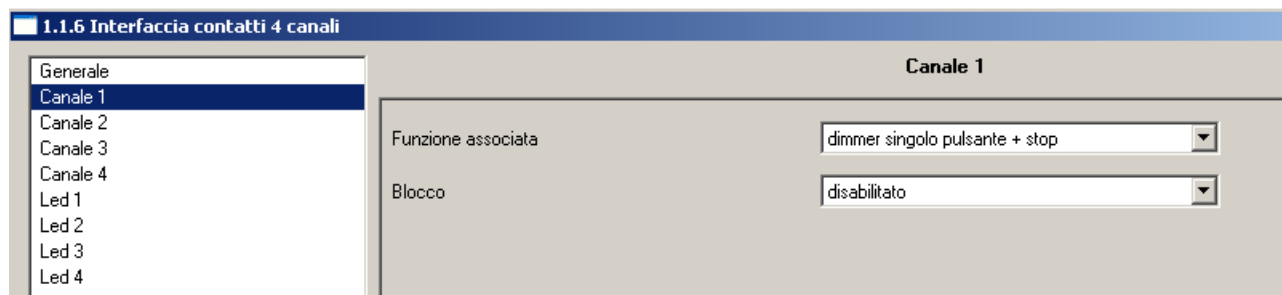 1.1.6 Interfaccia contatti 4 canali
Generale
Canale 1
Canale 2
Canale 3
Canale 4
Led 1
Led 2
Led 3
Led 4
Canale 1
Funzione associata dimmer singolo pulsante + stop
Blocco disabilitato